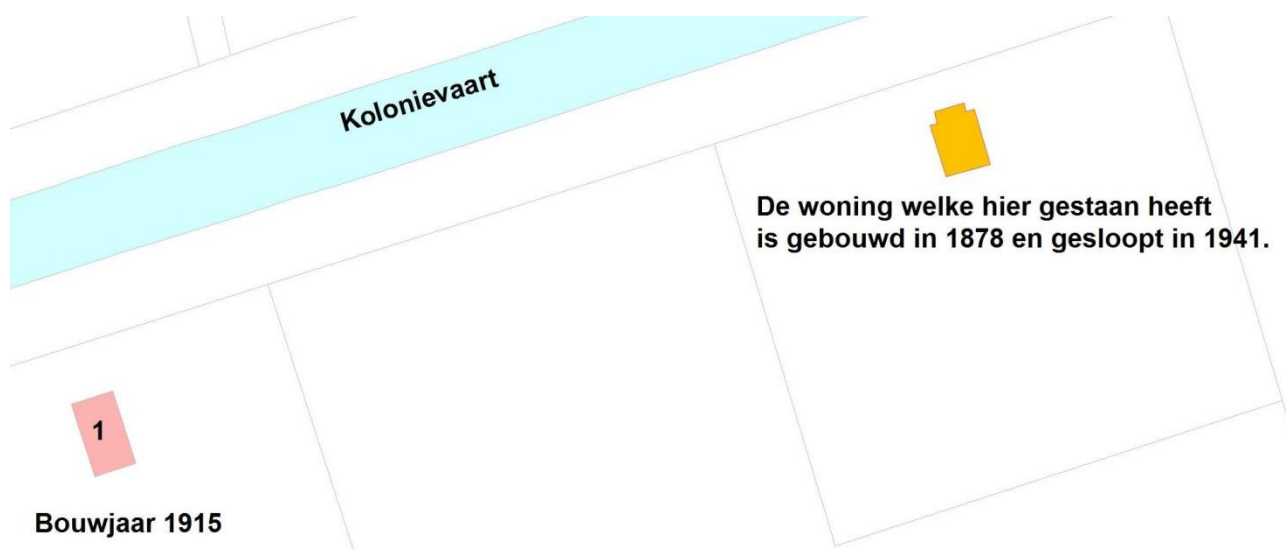 Kolonievaart
De woning welke hier gestaan heeft
is gebouwd in 1878 en gesloopt in 1941.
1
Bouwjaar 1915